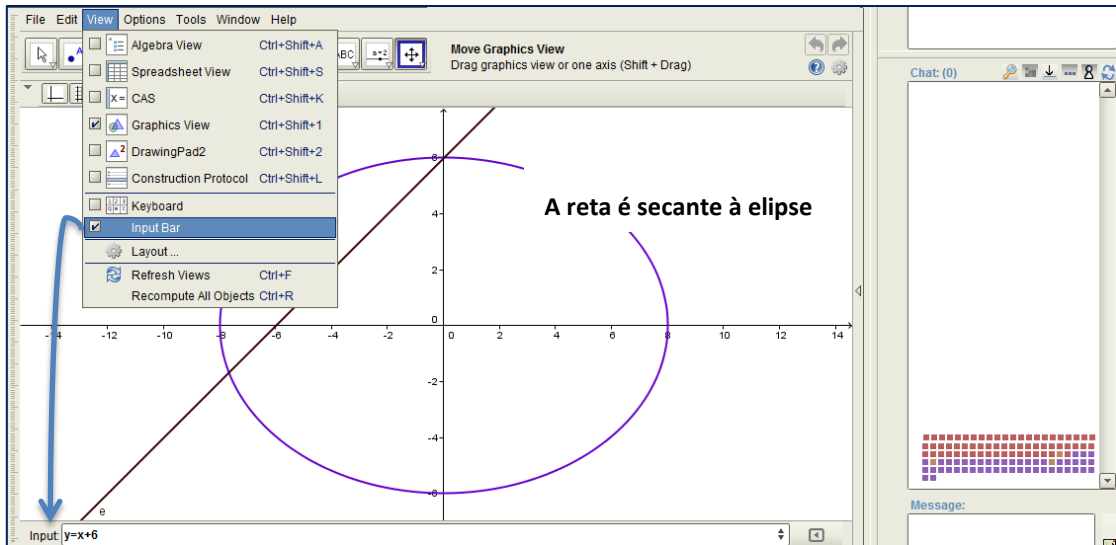 File Edit View Options Tools Window Help
ABC a=2 Move Graphics View
Drag graphics view or one axis (Shift + Drag)
Algebra View Ctrl+Shift+A
Spreadsheet View Ctrl+Shift+S
x= CAS Ctrl+Shift+K
Graphics View Ctrl+Shift+1
2 DrawingPad2 Ctrl+Shift+2
Construction Protocol Ctrl+Shift+L
Keyboard
Input Bar
Layout ...
Refresh Views Ctrl+F
Recompute All Objects Ctrl+R
Chat: (0)
A reta é secante à elipse
6
4
2
0
-14 -12 -10 -8 -6 -4 -2 0 2 4 6 8 10 12 14
-2
-4
-6
e
Input: y=x+6
Message: